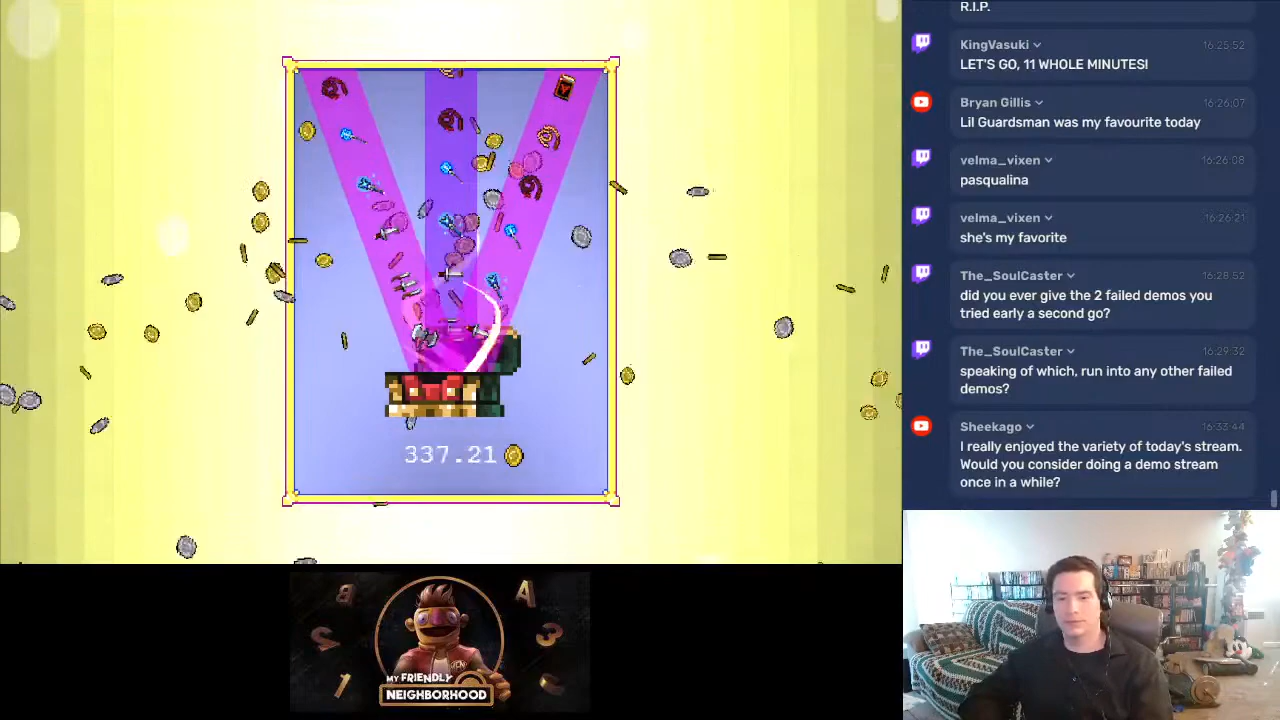 R.I.P.
KingVasuki
16:25:52
LET'S GO, 11 WHOLE MINUTES!
Bryan Gillis
16:26:07
Lil Guardsman was my favourite today
velma_vixen
16:26:08
pasqualina
velma_vixen
16:26:21
she's my favorite
The_SoulCaster
16:28:52
did you ever give the 2 failed demos you
tried early a second go?
The_SoulCaster
16:29:32
speaking of which, run into any other failed
demos?
Sheekago
16:33:44
I really enjoyed the variety of today's stream.
Would you consider doing a demo stream
once in a while?
337.21
MY FRIENDLY
NEIGHBORHOOD
A
3
1
2